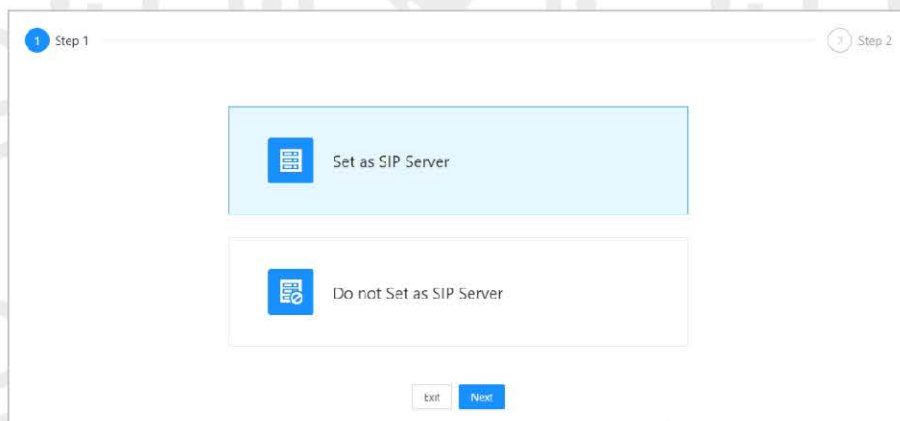 1 Step 1
2 Step 2
Set as SIP Server
Do not Set as SIP Server
Exit Next